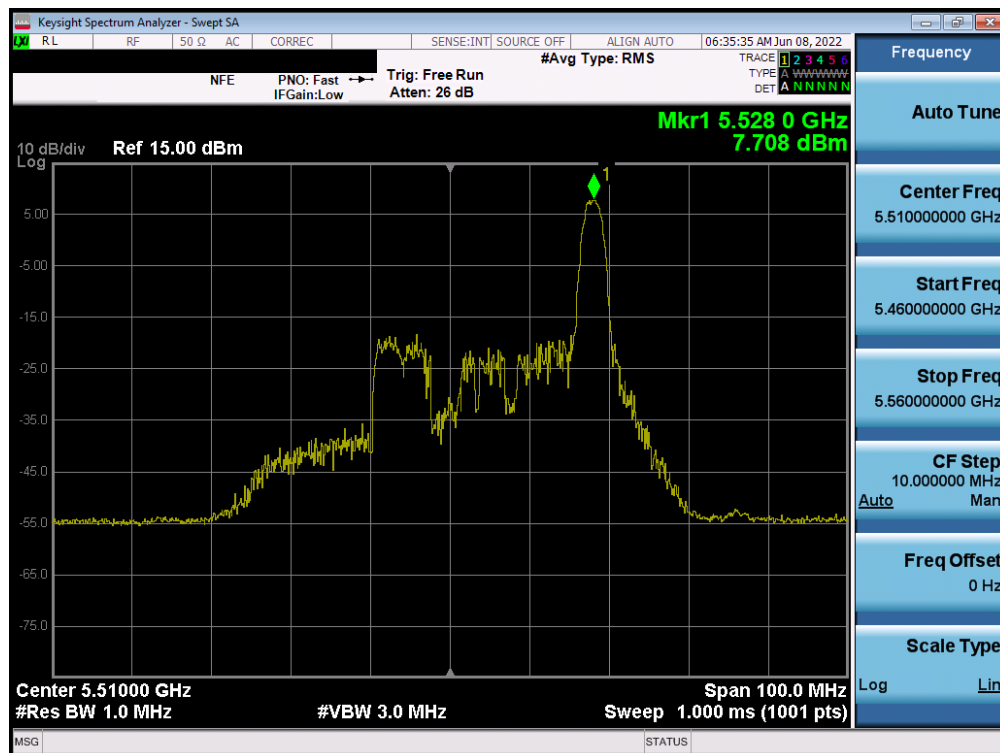 Keysight Spectrum Analyzer - Swept SA
LXI RL RF 50 Ω AC CORREC SENSE:INT SOURCE OFF ALIGN AUTO 06:35:35 AM Jun 08, 2022
NFE
PNO: Fast
IFGain:Low
Trig: Free Run
Atten: 26 dB
#Avg Type: RMS
TRACE 1 2 3 4 5 6
TYPE A WWWWW
DET A N N N N N
Mkr1 5.528 0 GHz
7.708 dBm
10 dB/div
Log
Ref 15.00 dBm
1
5.00
-5.00
-15.0
-25.0
-35.0
-45.0
-55.0
-65.0
-75.0
Center 5.51000 GHz
Span 100.0 MHz
#Res BW 1.0 MHz
#VBW 3.0 MHz
Sweep 1.000 ms (1001 pts)
MSG
STATUS
Frequency
Auto Tune
Center Freq
5.510000000 GHz
Start Freq
5.460000000 GHz
Stop Freq
5.560000000 GHz
CF Step
10.000000 MHz
Auto Man
Freq Offset
0 Hz
Scale Type
Log Lin